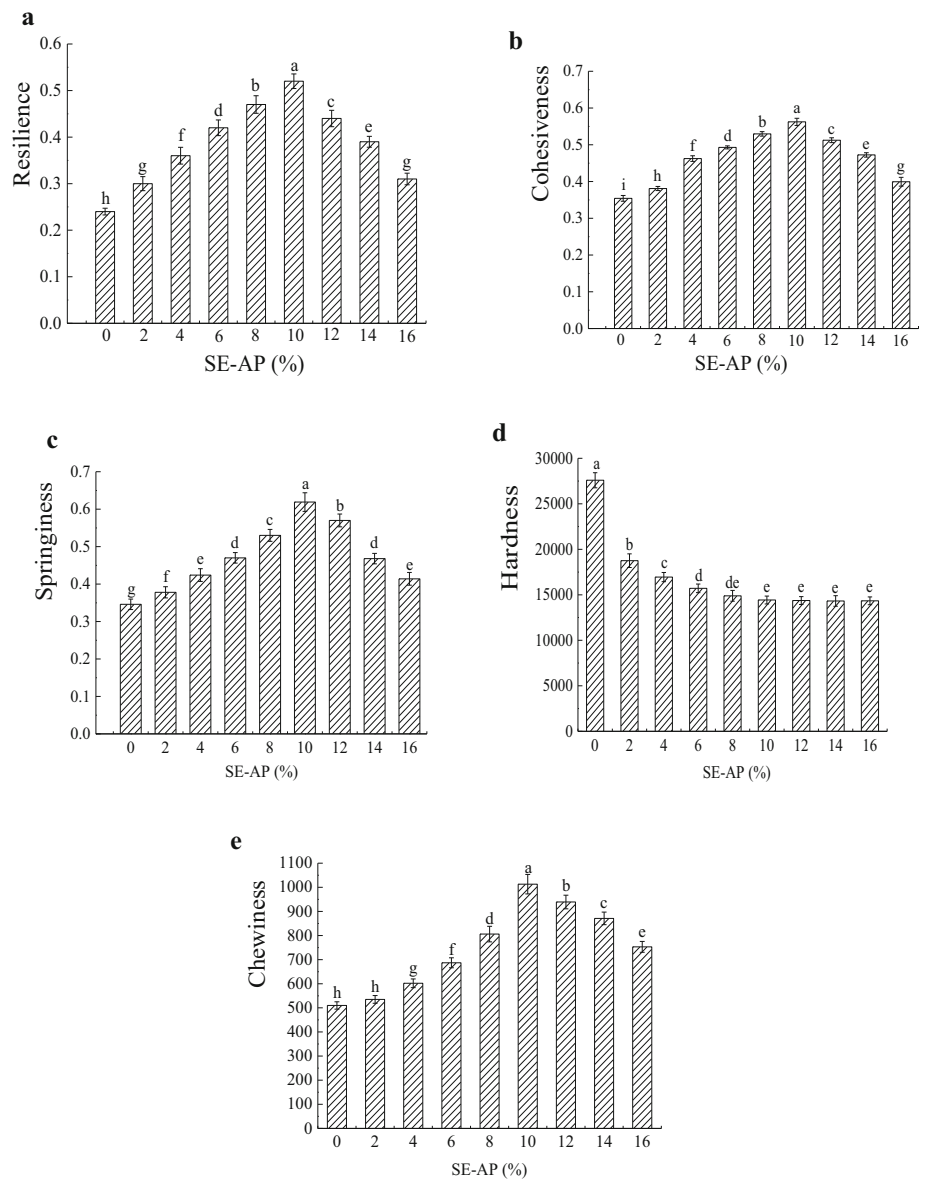 a
Resilience
0.6
0.5
0.4
0.3
0.2
0.1
0.0
h g f d b a c e g
0 2 4 6 8 10 12 14 16
SE-AP (%)
b
Cohesiveness
0.7
0.6
0.5
0.4
0.3
0.2
0.1
0.0
i h f d b a c e g
0 2 4 6 8 10 12 14 16
SE-AP (%)
c
Springiness
0.7
0.6
0.5
0.4
0.3
0.2
0.1
0.0
g f e d c a b d e
0 2 4 6 8 10 12 14 16
SE-AP (%)
d
Hardness
30000
25000
20000
15000
10000
5000
0
a b c d de e e e e
0 2 4 6 8 10 12 14 16
SE-AP (%)
e
Chewiness
1100
1000
900
800
700
600
500
400
300
200
100
0
h h g f d a b c e
0 2 4 6 8 10 12 14 16
SE-AP (%)